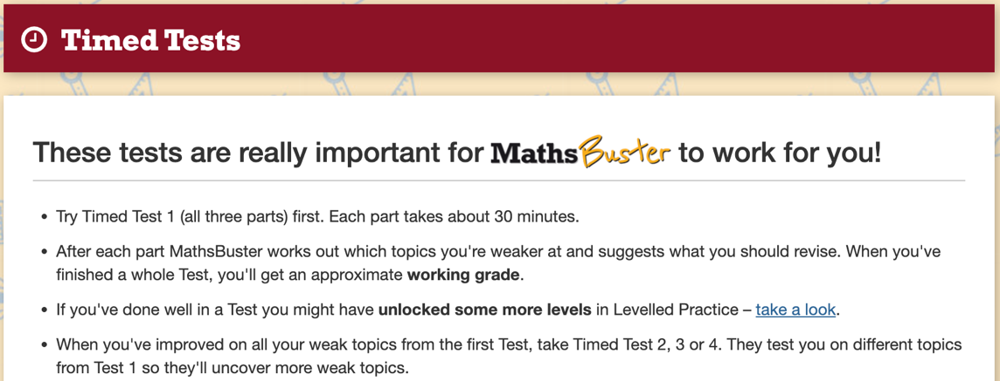 Timed Tests
These tests are really important for MathsBuster to work for you!
• Try Timed Test 1 (all three parts) first. Each part takes about 30 minutes.
• After each part MathsBuster works out which topics you're weaker at and suggests what you should revise. When you've
finished a whole Test, you'll get an approximate working grade.
• If you've done well in a Test you might have unlocked some more levels in Levelled Practice – take a look.
• When you've improved on all your weak topics from the first Test, take Timed Test 2, 3 or 4. They test you on different topics
from Test 1 so they'll uncover more weak topics.